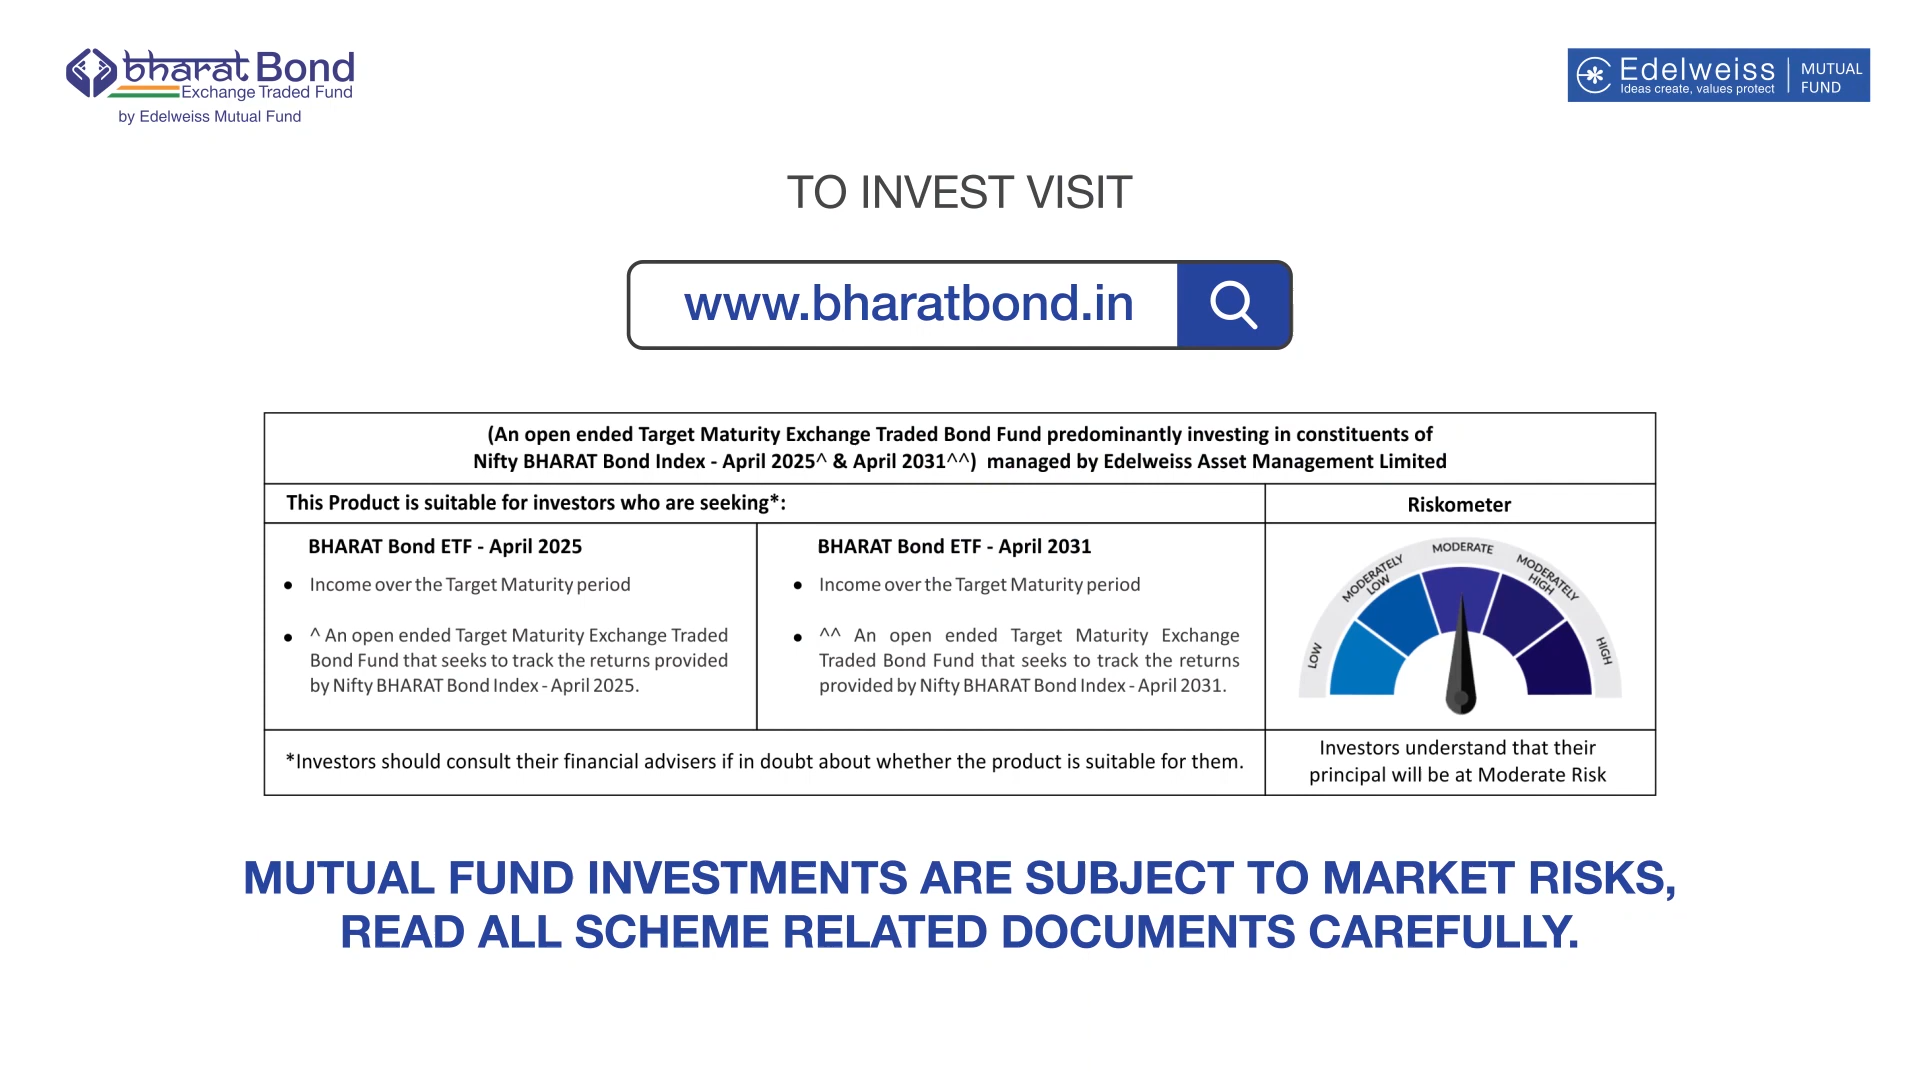 bharat Bond
Exchange Traded Fund
by Edelweiss Mutual Fund
Edelweiss
Ideas create, values protect
MUTUAL
FUND
TO INVEST VISIT
www.bharatbond.in
(An open ended Target Maturity Exchange Traded Bond Fund predominantly investing in constituents of
Nifty BHARAT Bond Index - April 2025^ & April 2031^^) managed by Edelweiss Asset Management Limited
This Product is suitable for investors who are seeking*:
Riskometer
BHARAT Bond ETF - April 2025
• Income over the Target Maturity period
• ^ An open ended Target Maturity Exchange Traded
Bond Fund that seeks to track the returns provided
by Nifty BHARAT Bond Index - April 2025.
BHARAT Bond ETF - April 2031
• Income over the Target Maturity period
• ^^ An open ended Target Maturity Exchange
Traded Bond Fund that seeks to track the returns
provided by Nifty BHARAT Bond Index - April 2031.
LOW
MODERATELY
LOW
MODERATE
MODERATELY
HIGH
HIGH
*Investors should consult their financial advisers if in doubt about whether the product is suitable for them.
Investors understand that their
principal will be at Moderate Risk
MUTUAL FUND INVESTMENTS ARE SUBJECT TO MARKET RISKS,
READ ALL SCHEME RELATED DOCUMENTS CAREFULLY.